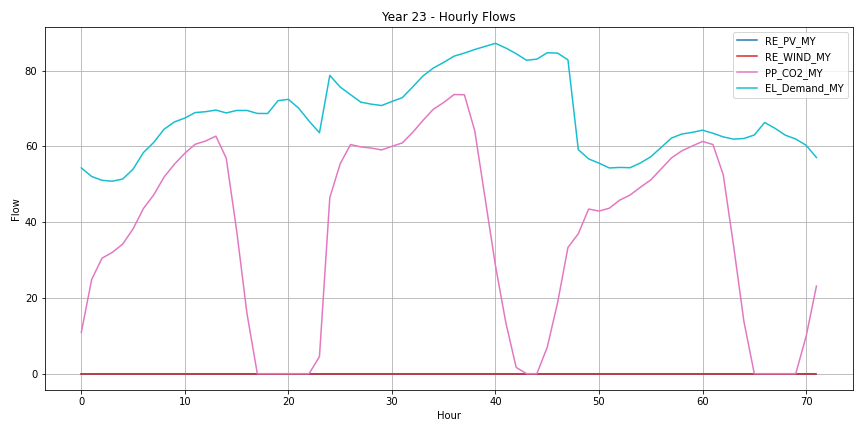 Year 23 - Hourly Flows
RE_PV_MY
RE_WIND_MY
PP_CO2_MY
EL_Demand_MY
Flow
80
60
40
20
0
0 10 20 30 40 50 60 70
Hour